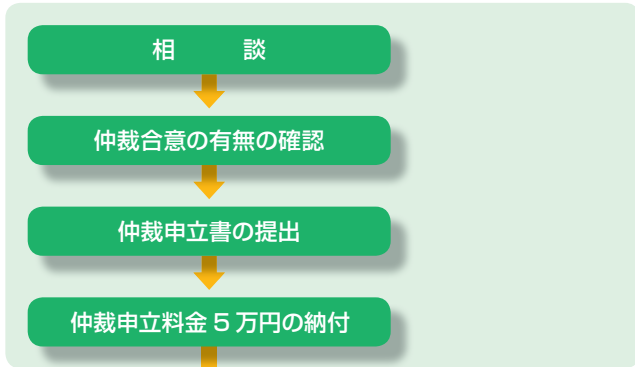 相　　談
仲裁合意の有無の確認
仲裁申立書の提出
仲裁申立料金5万円の納付